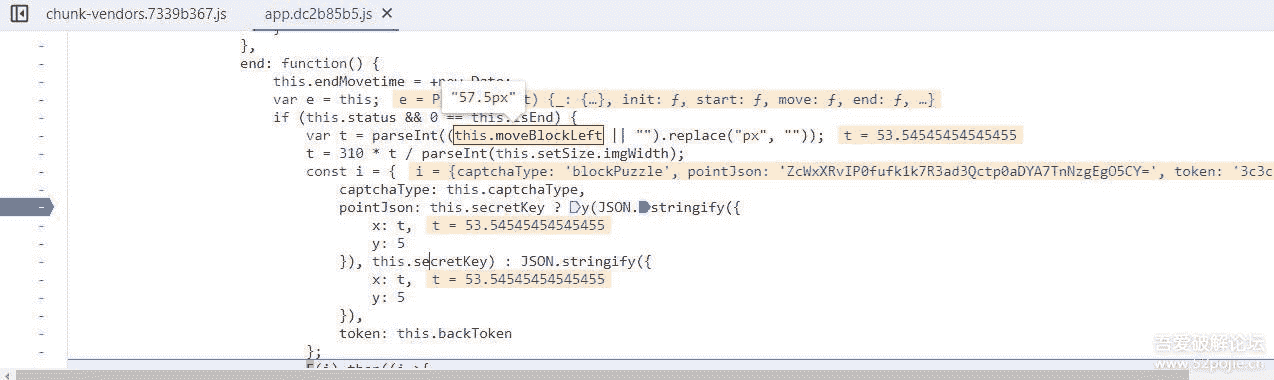 chunk-vendors.7339b367.js app.dc2b85b5.js ×
},
end: function() {
this.endMovetime = +new Date;
var e = this; e = P t) {_: {…}, init: ƒ, start: ƒ, move: ƒ, end: ƒ, …}
"57.5px"
if (this.status && 0 == this.isEnd) {
var t = parseInt((this.moveBlockLeft || "").replace("px", "")); t = 53.54545454545455
t = 310 * t / parseInt(this.setSize.imgWidth);
const i = { i = {captchaType: 'blockPuzzle', pointJson: 'ZcWxXRvIP0fufk1k7R3ad3Qctp0aDYA7TnNzgEgO5CY=', token: '3c3c
captchaType: this.captchaType,
pointJson: this.secretKey ? y(JSON.stringify({
x: t, t = 53.54545454545455
y: 5
}), this.secretKey) : JSON.stringify({
x: t, t = 53.54545454545455
y: 5
}),
token: this.backToken
};
吾爱破解论坛
www.52pojie.cn